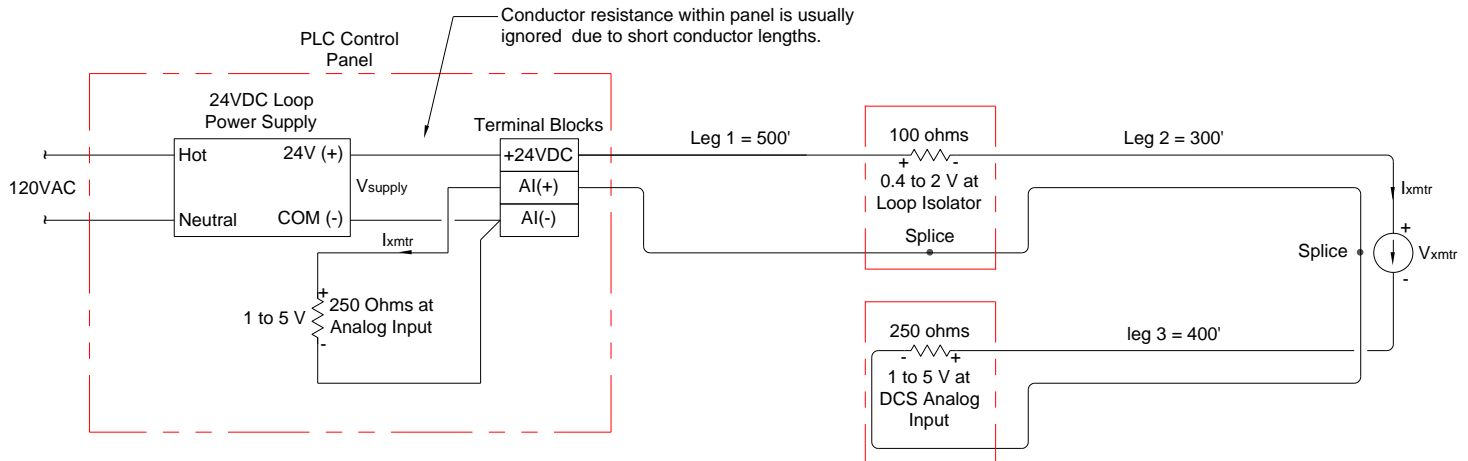 Conductor resistance within panel is usually
ignored due to short conductor lengths.
PLC Control
Panel
24VDC Loop
Power Supply
Terminal Blocks
Hot
24V (+)
+24VDC
Leg 1 = 500'
100 ohms
+ -
Leg 2 = 300'
120VAC
Vsupply
AI(+)
0.4 to 2 V at
Loop Isolator
Ixmtr
Neutral
COM (-)
AI(-)
Ixmtr
Splice
Splice
+
Vxmtr
-
+
1 to 5 V
250 Ohms at
Analog Input
-
250 ohms
- +
leg 3 = 400'
1 to 5 V at
DCS Analog
Input